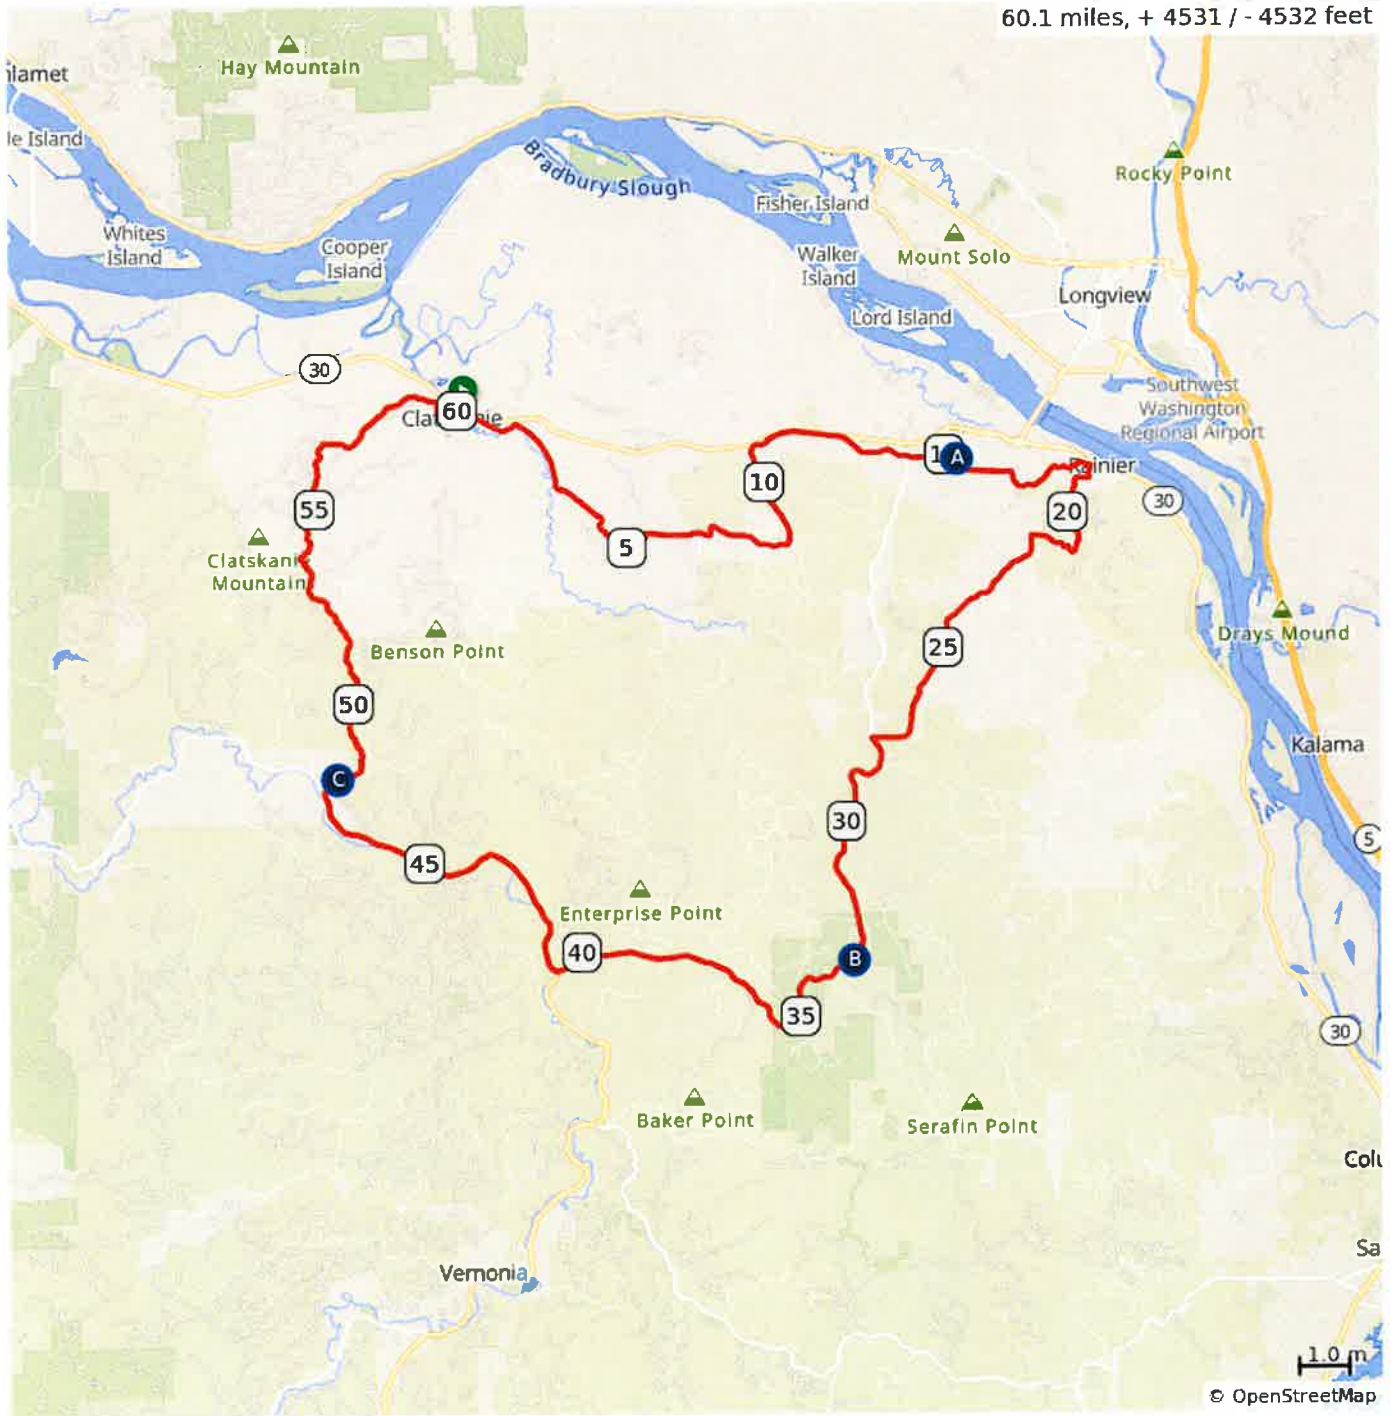 60.1 miles, + 4531 / - 4532 feet
Hay Mountain
Rocky Point
Bradbury Slough
Fisher Island
Whites
Island
Cooper
Island
Mount Solo
Walker
Island
Longview
Lord Island
30
Southwest
Washington
Regional Airport
60
A
Rainier
10
30
55
20
5
Clatskanie
Mountain
Drays Mound
Benson Point
25
50
Kalama
C
30
5
45
Enterprise Point
40
B
35
30
Baker Point
Serafin Point
Vernonia
1.0 m
© OpenStreetMap